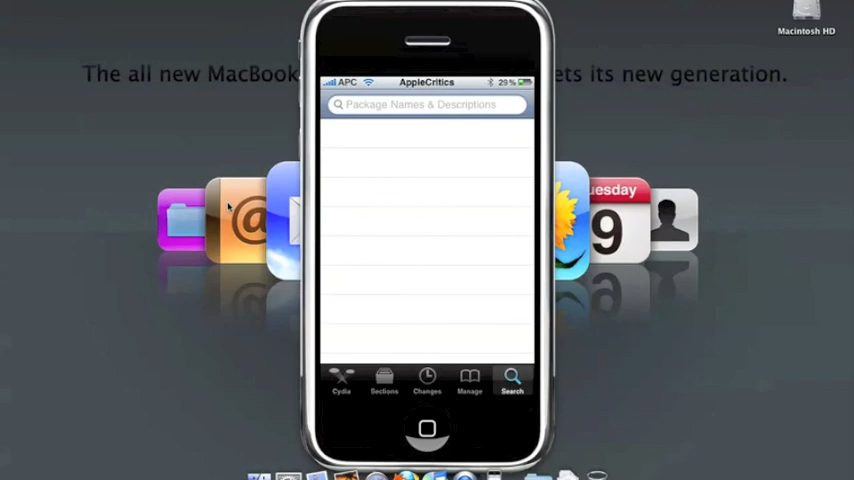 Macintosh HD
The all new MacBook
ets its new generation.
APC
AppleCritics
29%
Package Names & Descriptions
@
uesday
9
Cydia
Sections
Changes
Manage
Search